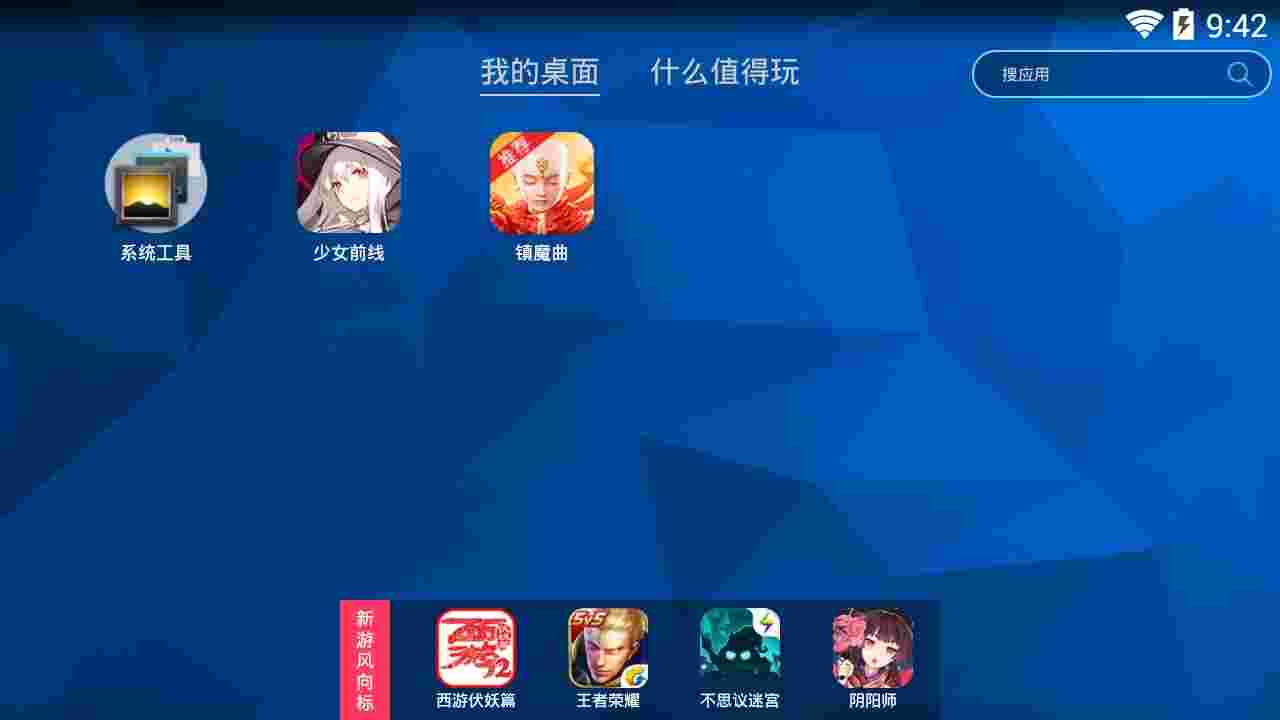 9:42
我的桌面 什么值得玩
搜应用
推荐
系统工具 少女前线 镇魔曲
新游风向标
5v5
西游伏妖篇 王者荣耀 不思议迷宫 阴阳师